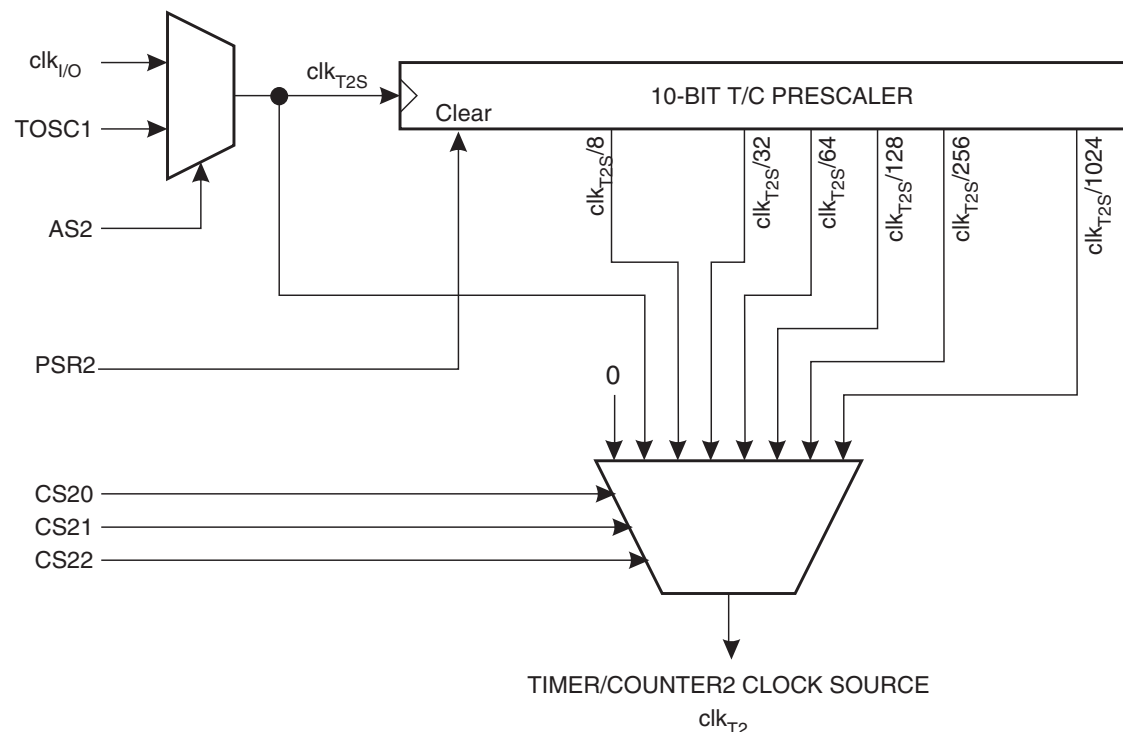 clkI/O
TOSC1
AS2
PSR2
CS20
CS21
CS22
clkT2S
10-BIT T/C PRESCALER
Clear
clkT2S/8
clkT2S/32
clkT2S/64
clkT2S/128
clkT2S/256
clkT2S/1024
0
TIMER/COUNTER2 CLOCK SOURCE
clkT2